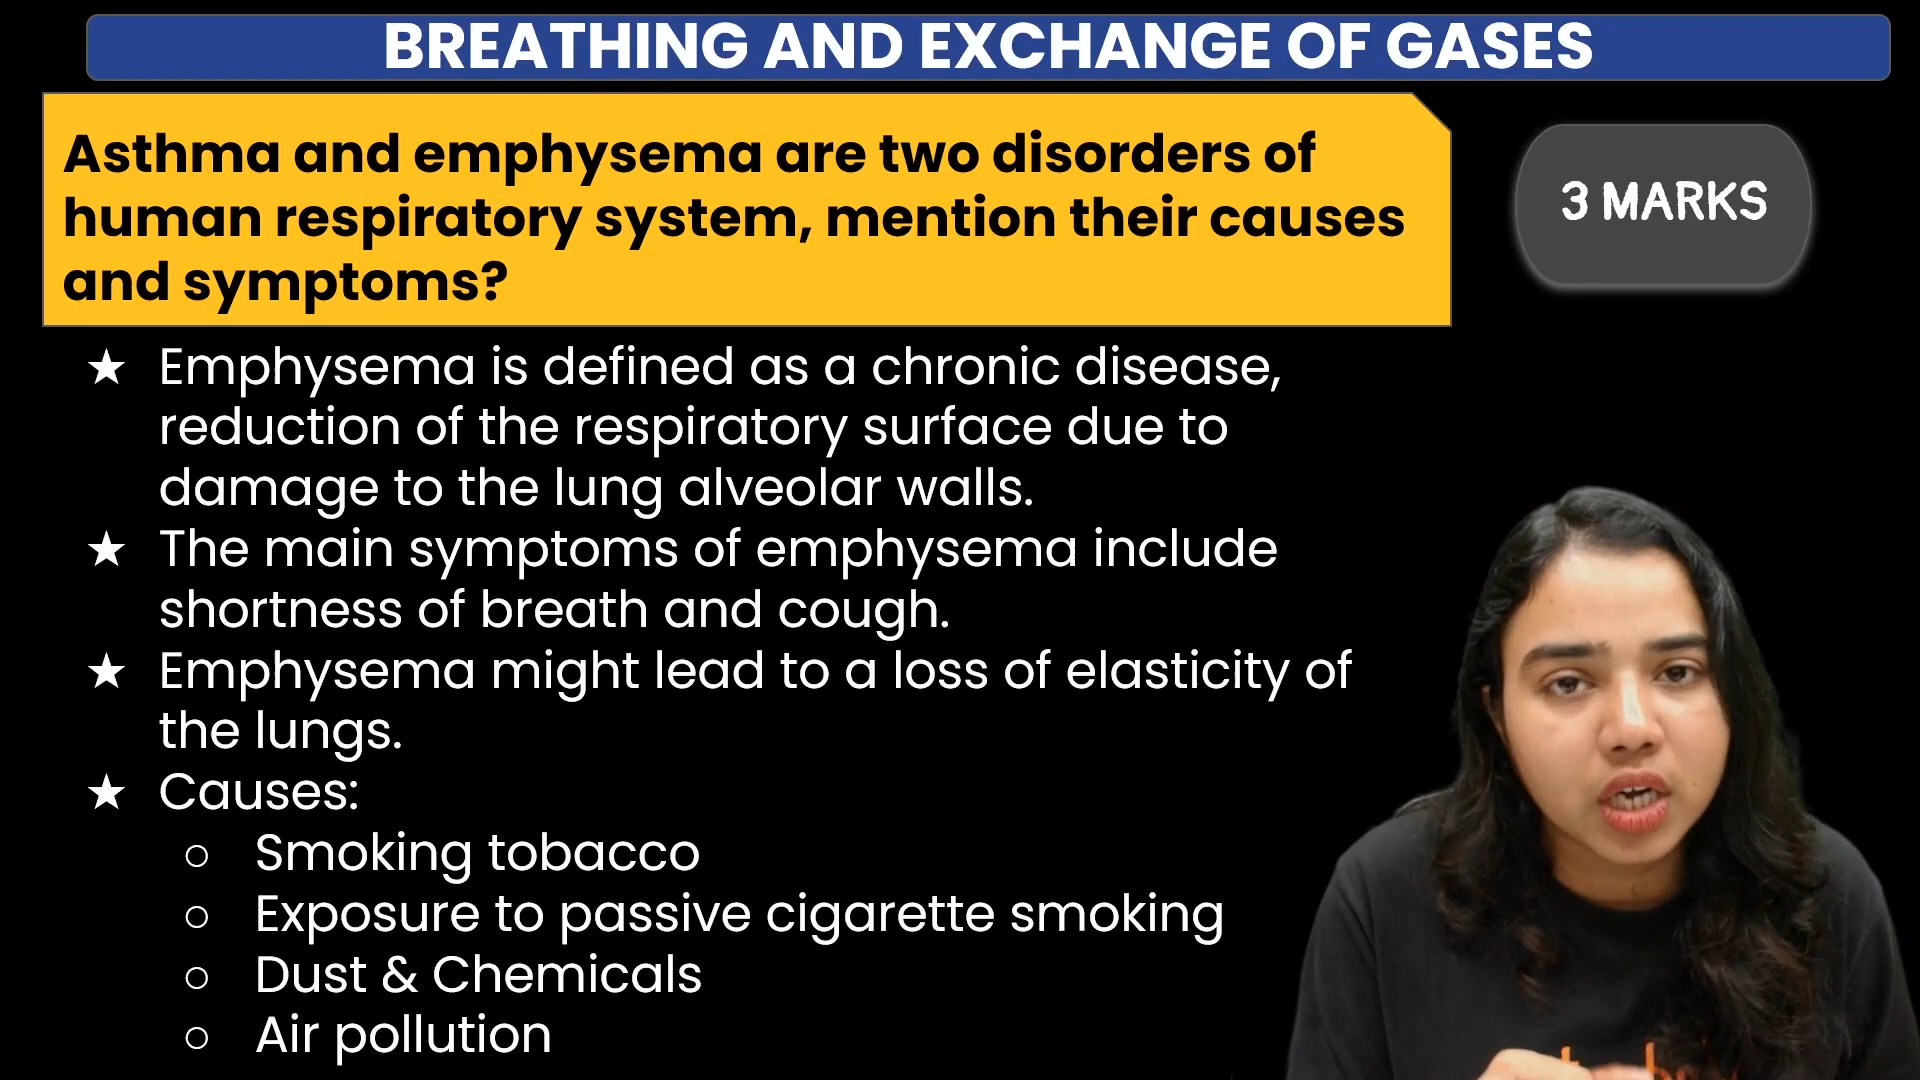 BREATHING AND EXCHANGE OF GASES
Asthma and emphysema are two disorders of
human respiratory system, mention their causes
and symptoms?
3 MARKS
★ Emphysema is defined as a chronic disease,
reduction of the respiratory surface due to
damage to the lung alveolar walls.
★ The main symptoms of emphysema include
shortness of breath and cough.
★ Emphysema might lead to a loss of elasticity of
the lungs.
★ Causes:
○ Smoking tobacco
○ Exposure to passive cigarette smoking
○ Dust & Chemicals
○ Air pollution